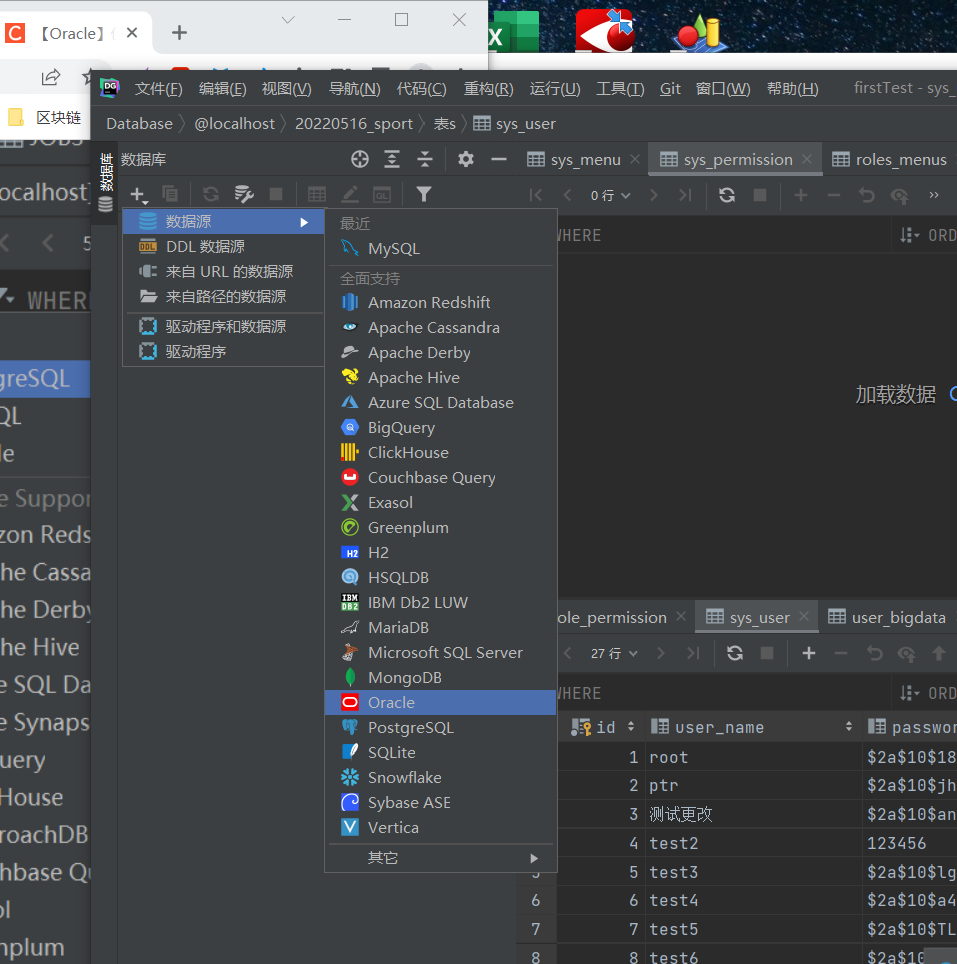 【Oracle】
区块链
JOBS
ocalhost]
5
WHERE
greSQL
QL
le
e Support
zon Reds
he Cassa
he Derby
he Hive
e SQL Da
e Synaps
uery
House
roachDB
hbase Qu
ol
nplum
DG
文件(F) 编辑(E) 视图(V) 导航(N) 代码(C) 重构(R) 运行(U) 工具(T) Git 窗口(W) 帮助(H) firstTest - sys_
Database @localhost 20220516_sport 表s sys_user
数据库
数据库
数据源
DDL 数据源
来自 URL 的数据源
来自路径的数据源
驱动程序和数据源
驱动程序
最近
MySQL
全面支持
Amazon Redshift
Apache Cassandra
Apache Derby
Apache Hive
Azure SQL Database
BigQuery
ClickHouse
Couchbase Query
Exasol
Greenplum
H2
HSQLDB
IBM Db2 LUW
MariaDB
Microsoft SQL Server
MongoDB
Oracle
PostgreSQL
SQLite
Snowflake
Sybase ASE
Vertica
其它
sys_menu sys_permission roles_menus
0 行
WHERE ORD
加载数据
ole_permission sys_user user_bigdata
27 行
WHERE ORD
id user_name passwor
1 root $2a$10$18
2 ptr $2a$10$jh
3 测试更改 $2a$10$an
4 test2 123456
5 5 test3 $2a$10$lg
6 6 test4 $2a$10$a4
7 7 test5 $2a$10$TL
8 8 test6 $2a$10